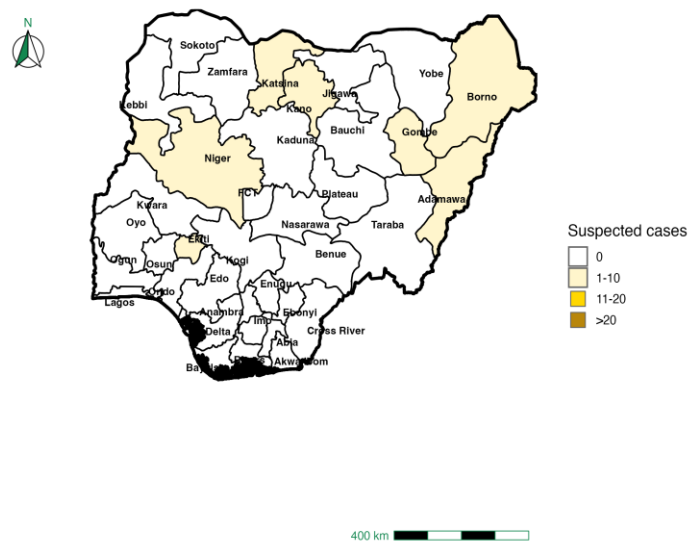 N
Sokoto
Zamfara
Katsina
Jigawa
Yobe
Borno
Kebbi
Kano
Kaduna
Bauchi
Gombe
Niger
FCT
Plateau
Adamawa
Kwara
Oyo
Nasarawa
Taraba
Ekiti
Ogun
Osun
Kogi
Benue
Edo
Enugu
Ondo
Lagos
Anambra
Ebonyi
Imo
Delta
Cross River
Abia
Akwa Ibom
Suspected cases
0
1-10
11-20
>20
400 km